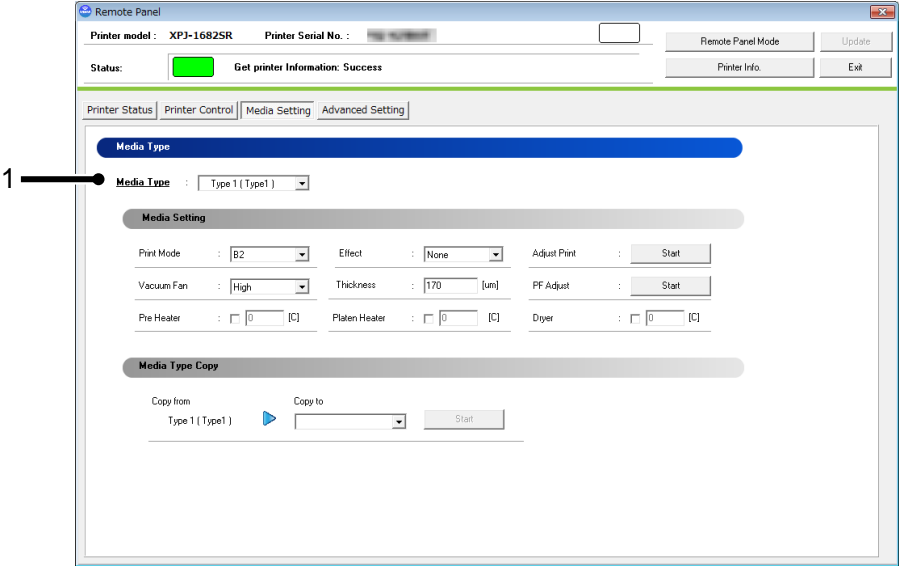 Remote Panel
Printer model : XPJ-1682SR Printer Serial No. :
Remote Panel Mode Update
Status: Get printer Information: Success Printer Info. Exit
Printer Status Printer Control Media Setting Advanced Setting
Media Type
1 Media Type : Type 1 ( Type1 )
Media Setting
Print Mode : B2 Effect : None Adjust Print : Start
Vacuum Fan : High Thickness : 170 [um] PF Adjust : Start
Pre Heater : 0 [C] Platen Heater : 0 [C] Dryer : 0 [C]
Media Type Copy
Copy from Copy to
Type 1 ( Type1 ) Start